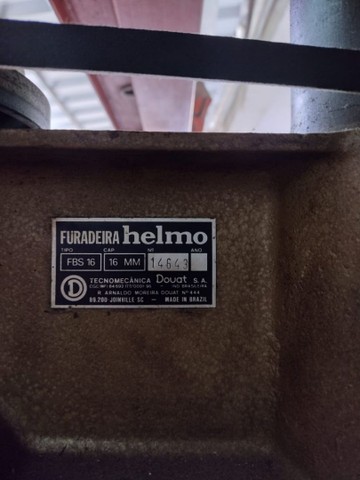 FURADEIRA helmo
TIPO CAP. Nº ANO
FBS 16 16 MM 14643
D TECNOMECÂNICA Douat S.A.
IND. BRASILEIRA
R. ARNALDO MOREIRA DOUAT Nº 444
89.200 JOINVILLE SC - MADE IN BRAZIL